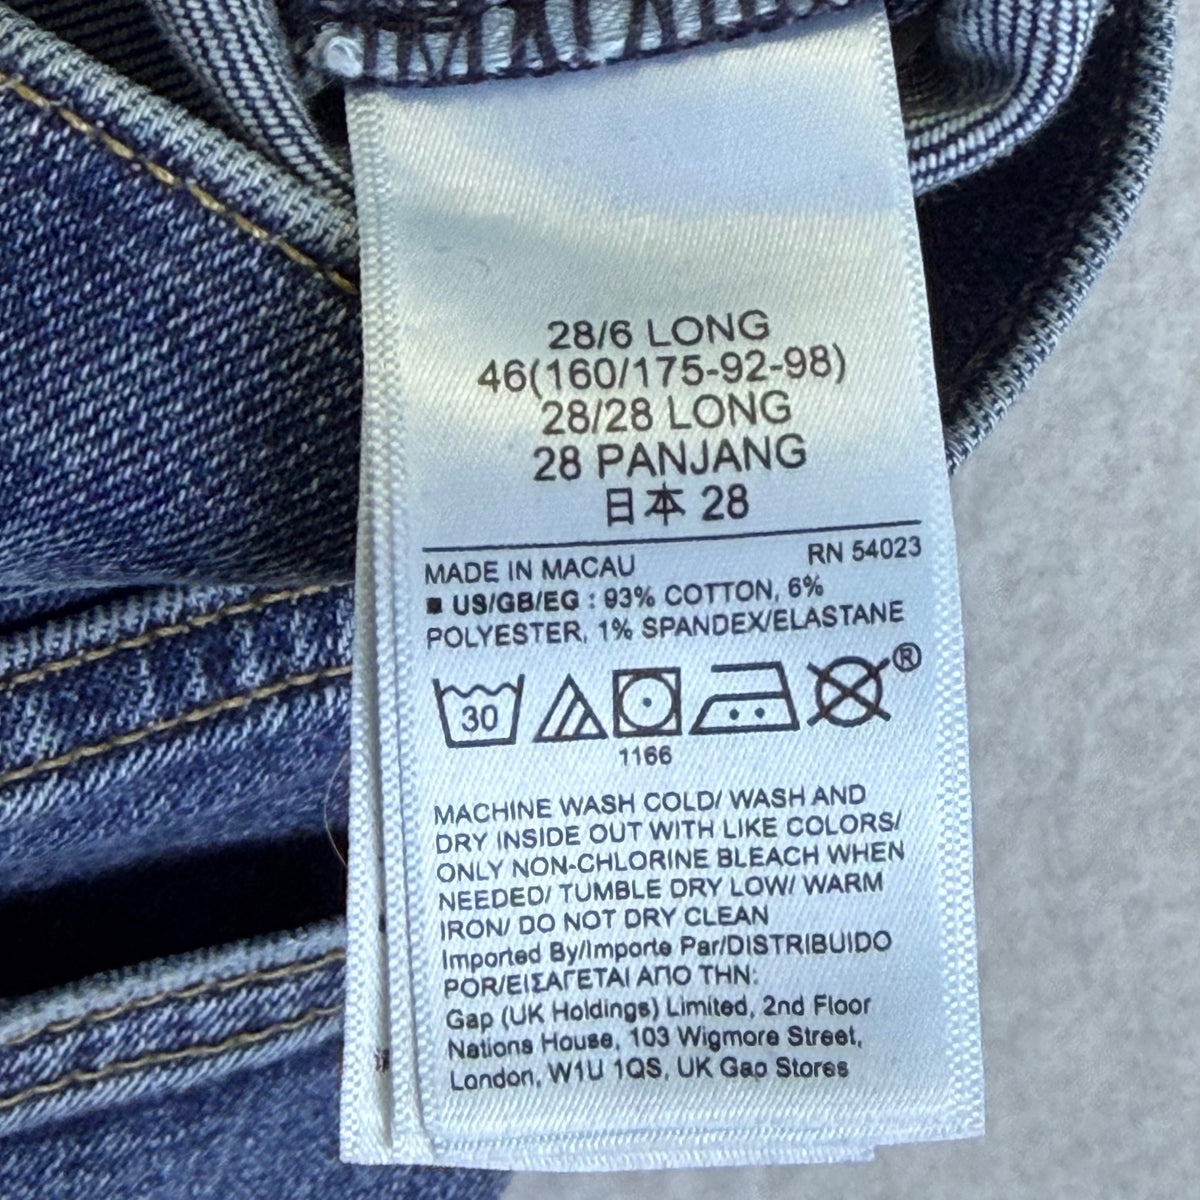 28/6 LONG
46(160/175-92-98)
28/28 LONG
28 PANJANG
日本 28
MADE IN MACAU RN 54023
■ US/GB/EG : 93% COTTON, 6%
POLYESTER, 1% SPANDEX/ELASTANE
30
®
1166
MACHINE WASH COLD/ WASH AND
DRY INSIDE OUT WITH LIKE COLORS/
ONLY NON-CHLORINE BLEACH WHEN
NEEDED/ TUMBLE DRY LOW/ WARM
IRON/ DO NOT DRY CLEAN
Imported By/Importe Par/DISTRIBUIDO
POR/ΕΙΣΑΓΕΤΑΙ ΑΠΟ ΤΗΝ:
Gap (UK Holdings) Limited, 2nd Floor
Nations House, 103 Wigmore Street,
London, W1U 1QS, UK Gap Stores